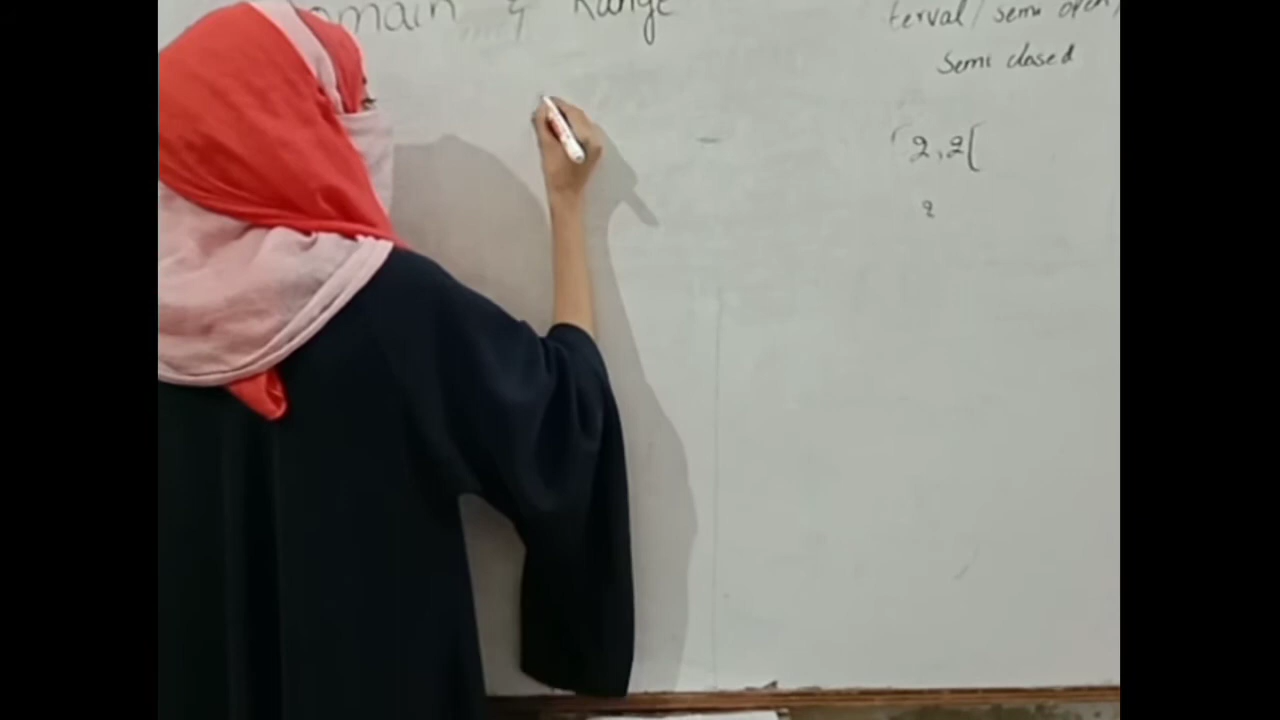 omain & Range
terval / semi open /
Semi closed
[2,2[
2